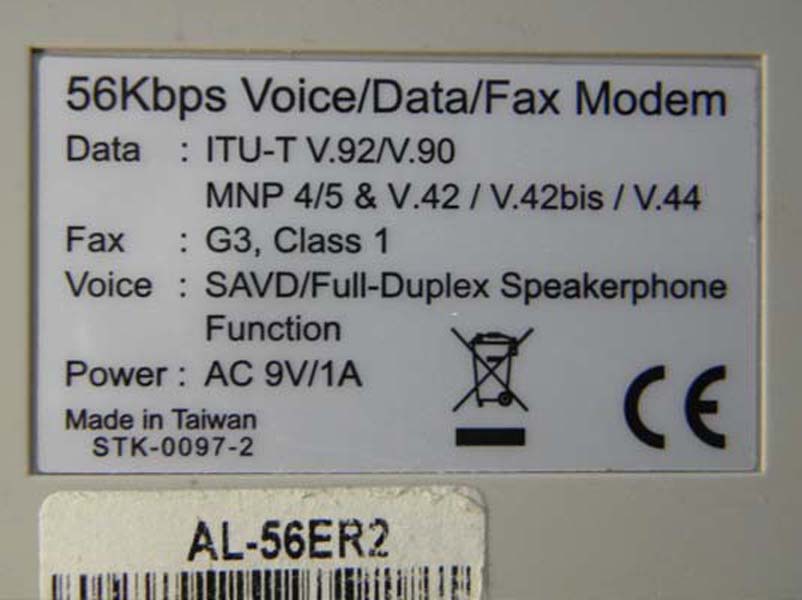 56Kbps Voice/Data/Fax Modem
Data : ITU-T V.92/V.90
MNP 4/5 & V.42 / V.42bis / V.44
Fax : G3, Class 1
Voice : SAVD/Full-Duplex Speakerphone
Function
Power : AC 9V/1A
Made in Taiwan
STK-0097-2
CE
AL-56ER2